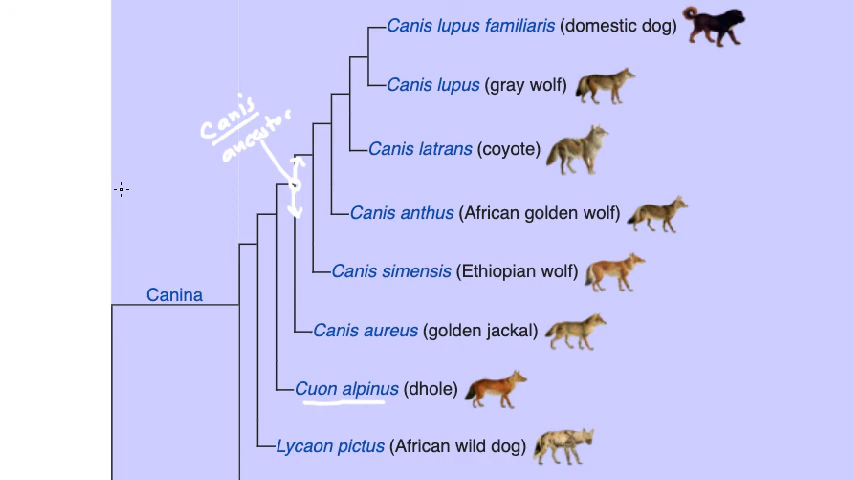 Canis lupus familiaris (domestic dog)
Canis lupus (gray wolf)
Canis
ancestor
Canis latrans (coyote)
Canis anthus (African golden wolf)
Canis simensis (Ethiopian wolf)
Canina
Canis aureus (golden jackal)
Cuon alpinus (dhole)
Lycaon pictus (African wild dog)